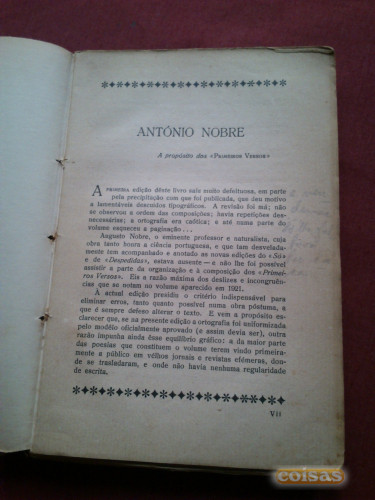 ANTÓNIO NOBRE
A propósito dos «PRIMEIROS VERSOS»
A PRIMEIRA edição dêste livro saíu muito defeituosa, em parte
pela precipitação com que foi publicada, que deu motivo
a lamentáveis descuidos tipográficos. A revisão foi má; não
se observou a ordem das composições; havia repetições des-
necessárias; a ortografia era caótica; e até numa parte do
volume esqueceu a paginação...
Augusto Nobre, o eminente professor e naturalista, cuja
obra tanto honra a ciência portuguesa, e que tam desvelada-
mente tem acompanhado e anotado as novas edições do «Só»
e de «Despedidas», estava ausente — e não lhe foi possível
assistir à parte da organização e à composição dos «Primei-
ros Versos». Eis a razão máxima dos deslizes e incongruên-
cias que se notam no volume aparecido em 1921.
À actual edição presidiu o critério indispensável para
eliminar erros, tanto quanto possível numa obra póstuma, a
que é sempre defeso alterar o texto. E vem a propósito es-
clarecer que, se na presente edição a ortografia foi uniformizada
pelo modêlo oficialmente aprovado (e assim devia ser), outra
razão impunha ainda êsse equilíbrio gráfico: a da maior parte
das poesias que constituem o volume terem vindo primeira-
mente a público em velhos jornais e revistas efémeras, don-
de se trasladaram, e onde não havia nenhuma regularidade
de escrita.
VII
coisas